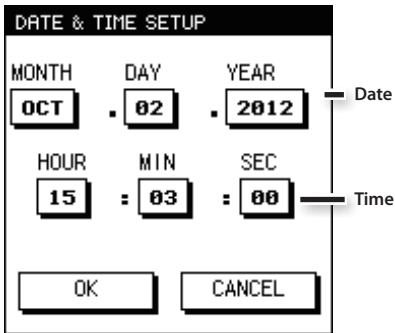 DATE & TIME SETUP
MONTH DAY YEAR
OCT . 02 . 2012 Date
HOUR MIN SEC
15 : 03 : 00 Time
OK CANCEL